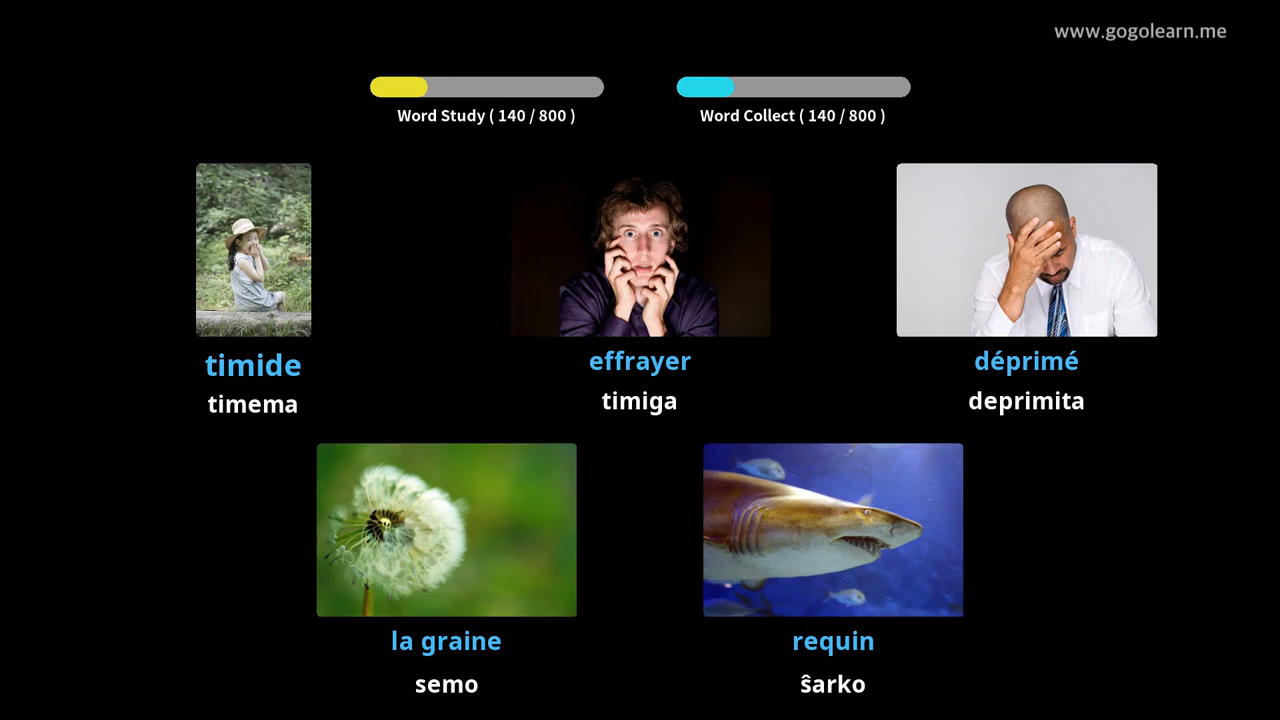 www.gogolearn.me
Word Study ( 140 / 800 )
Word Collect ( 140 / 800 )
timide
timema
effrayer
timiga
déprimé
deprimita
la graine
semo
requin
ŝarko